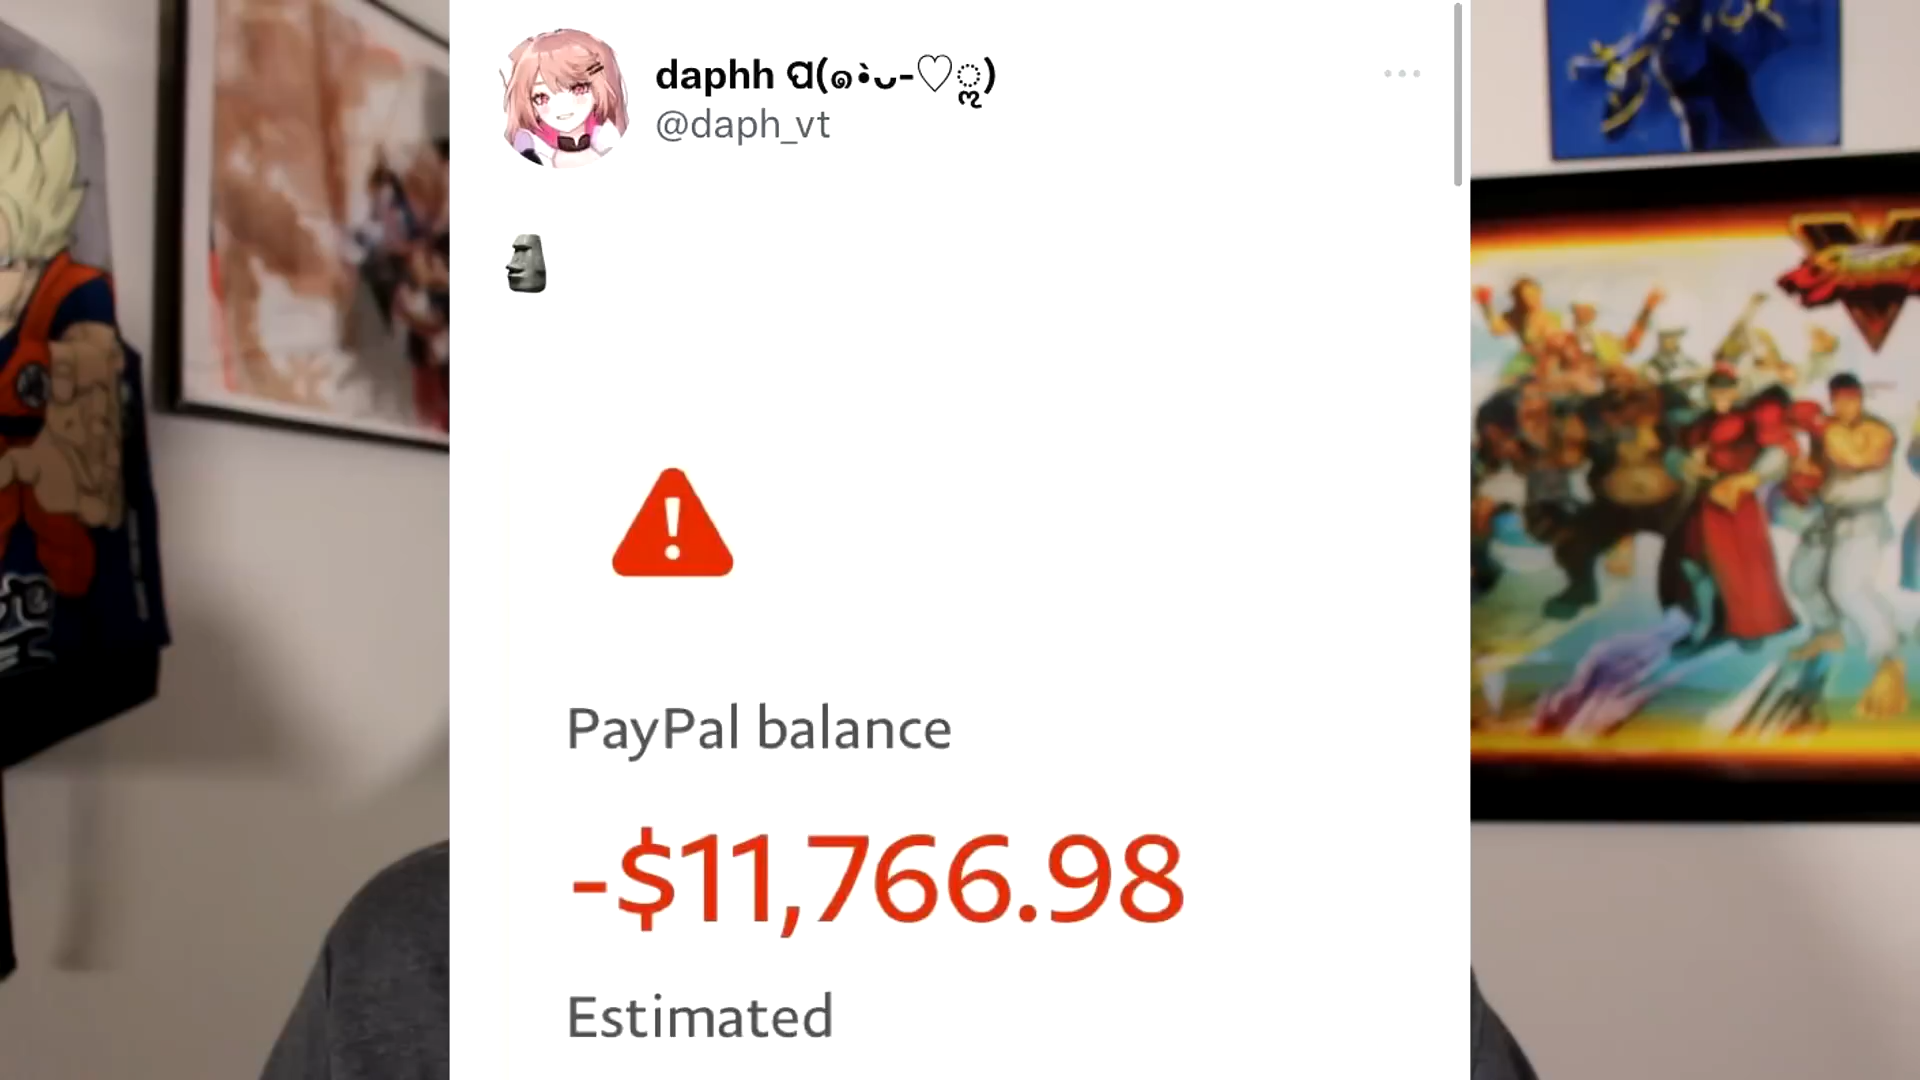 daphh ᗡ(๑•̀ᴗ-♡ૢ)
@daph_vt
🗿
PayPal balance
-$11,766.98
Estimated